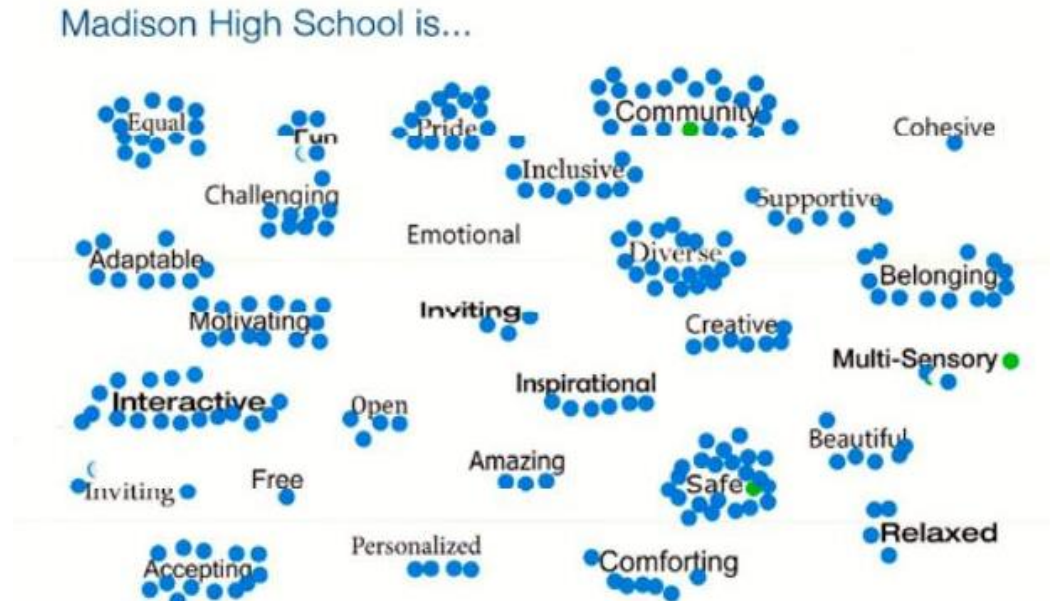 Madison High School is...
Equal
Fun
Pride
Community
Cohesive
Challenging
Inclusive
Supportive
Adaptable
Emotional
Diverse
Belonging
Motivating
Inviting
Creative
Multi-Sensory
Interactive
Open
Inspirational
Beautiful
Inviting
Free
Amazing
Safe
Relaxed
Accepting
Personalized
Comforting